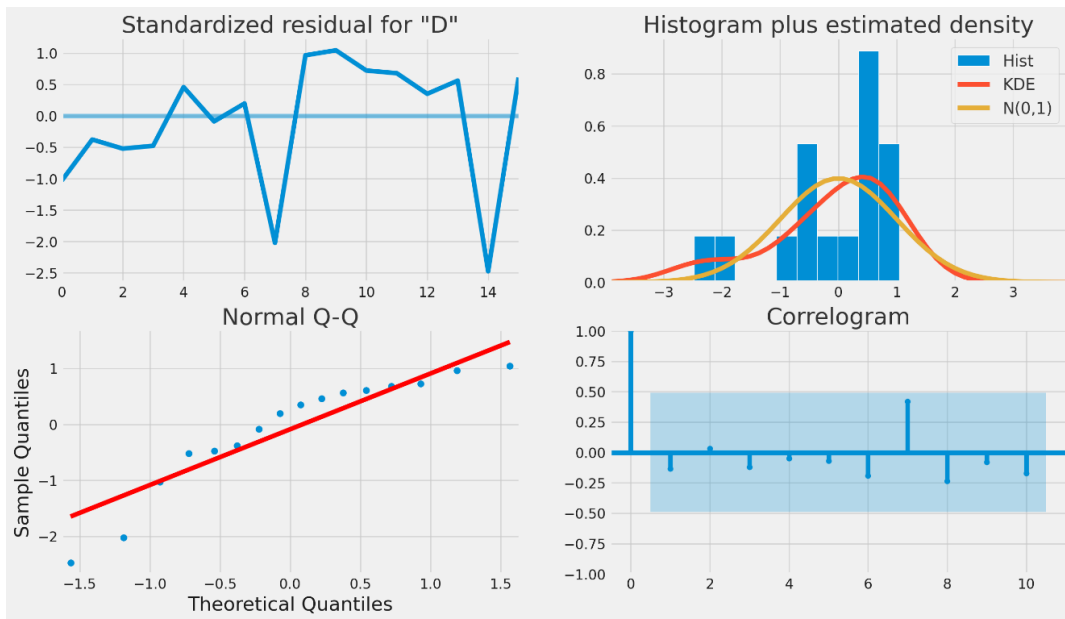 Standardized residual for "D"
1.0
0.5
0.0
−0.5
−1.0
−1.5
−2.0
−2.5
0 2 4 6 8 10 12 14
Histogram plus estimated density
Hist
KDE
N(0,1)
0.8
0.6
0.4
0.2
0.0
−3 −2 −1 0 1 2 3
Normal Q-Q
Sample Quantiles
1
0
−1
−2
−1.5 −1.0 −0.5 0.0 0.5 1.0 1.5
Theoretical Quantiles
Correlogram
1.00
0.75
0.50
0.25
0.00
−0.25
−0.50
−0.75
−1.00
0 2 4 6 8 10